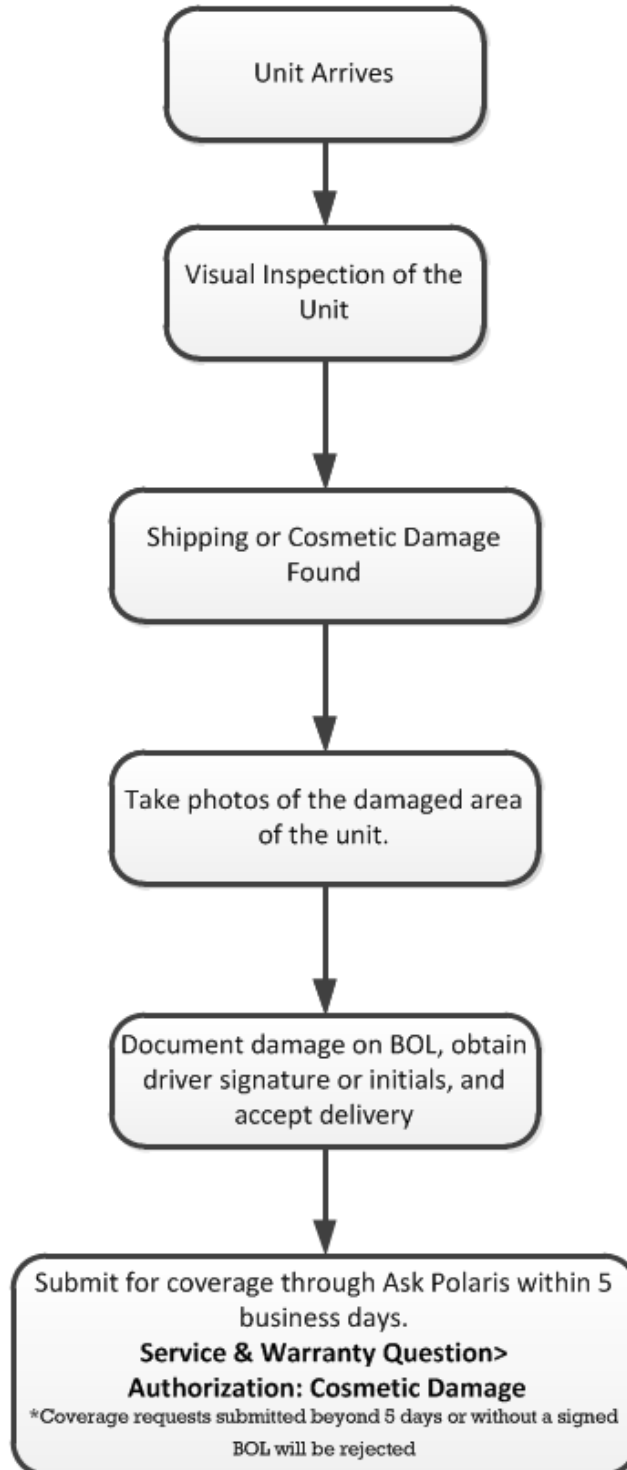 Unit Arrives
Visual Inspection of the
Unit
Shipping or Cosmetic Damage
Found
Take photos of the damaged area
of the unit.
Document damage on BOL, obtain
driver signature or initials, and
accept delivery
Submit for coverage through Ask Polaris within 5
business days.
Service & Warranty Question>
Authorization: Cosmetic Damage
*Coverage requests submitted beyond 5 days or without a signed
BOL will be rejected